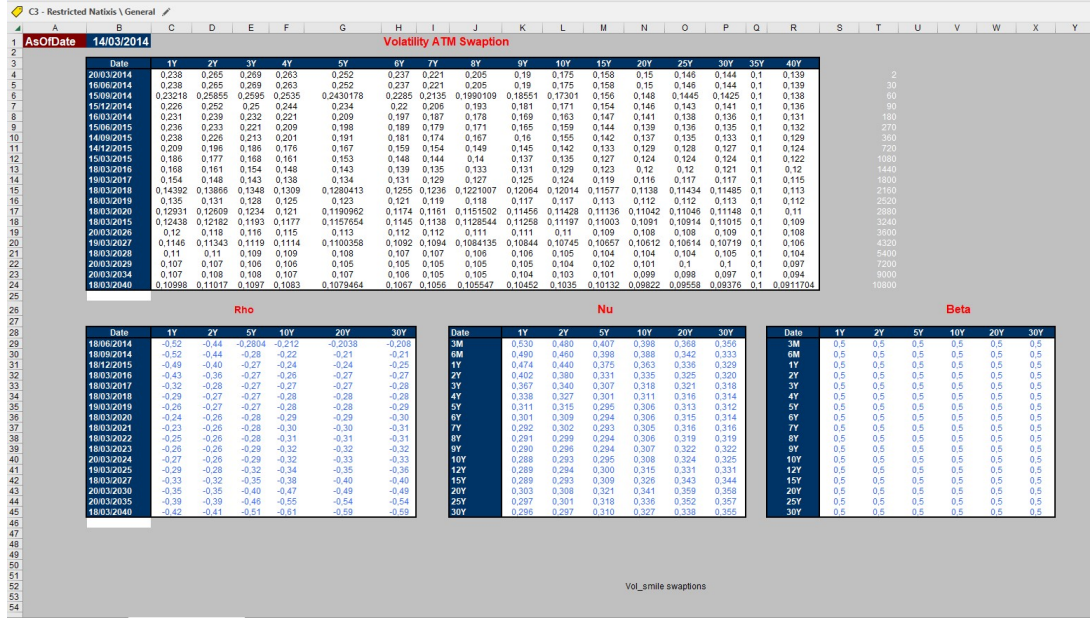 C3 - Restricted Natixis \ General
A B C D E F G H I J K L M N O P Q R S T U V W X Y
1 AsOfDate 14/03/2014 Volatility ATM Swaption
2
3 Date 1Y 2Y 3Y 4Y 5Y 6Y 7Y 8Y 9Y 10Y 15Y 20Y 25Y 30Y 35Y 40Y
4 20/03/2014 0,238 0,265 0,269 0,263 0,252 0,237 0,221 0,205 0,19 0,175 0,158 0,15 0,146 0,144 0,1 0,139 2
5 16/06/2014 0,238 0,265 0,269 0,263 0,252 0,237 0,221 0,205 0,19 0,175 0,158 0,15 0,146 0,144 0,1 0,139 30
6 15/09/2014 0,23218 0,25855 0,2595 0,2535 0,2430178 0,2285 0,2135 0,1990109 0,18551 0,17301 0,156 0,148 0,1445 0,1425 0,1 0,138 60
7 15/12/2014 0,226 0,252 0,25 0,244 0,234 0,22 0,206 0,193 0,181 0,171 0,154 0,146 0,143 0,141 0,1 0,136 90
8 16/03/2014 0,231 0,239 0,232 0,221 0,209 0,197 0,187 0,178 0,169 0,163 0,147 0,141 0,138 0,136 0,1 0,131 180
9 15/06/2015 0,236 0,233 0,221 0,209 0,198 0,189 0,179 0,171 0,165 0,159 0,144 0,139 0,136 0,135 0,1 0,132 270
10 14/09/2015 0,238 0,226 0,213 0,201 0,191 0,181 0,174 0,167 0,16 0,155 0,142 0,137 0,135 0,133 0,1 0,129 360
11 14/12/2015 0,209 0,196 0,186 0,176 0,167 0,159 0,154 0,149 0,145 0,142 0,133 0,129 0,128 0,127 0,1 0,124 720
12 15/03/2015 0,186 0,177 0,168 0,161 0,153 0,148 0,144 0,14 0,137 0,135 0,127 0,124 0,124 0,124 0,1 0,122 1080
13 18/03/2016 0,168 0,161 0,154 0,148 0,143 0,139 0,135 0,133 0,131 0,129 0,123 0,12 0,12 0,121 0,1 0,12 1440
14 19/03/2017 0,154 0,148 0,143 0,138 0,134 0,131 0,129 0,127 0,125 0,124 0,119 0,116 0,117 0,117 0,1 0,115 1800
15 18/03/2018 0,14392 0,13866 0,1348 0,1309 0,1280413 0,1255 0,1236 0,1221007 0,12064 0,12014 0,11577 0,1138 0,11434 0,11485 0,1 0,113 2160
16 18/03/2019 0,135 0,131 0,128 0,125 0,123 0,121 0,119 0,118 0,117 0,117 0,113 0,112 0,112 0,113 0,1 0,112 2520
17 18/03/2020 0,12931 0,12609 0,1234 0,121 0,1190962 0,1174 0,1161 0,1151502 0,11456 0,11428 0,11136 0,11042 0,11046 0,11148 0,1 0,11 2880
18 18/03/2015 0,12438 0,12182 0,1193 0,1177 0,1157654 0,1145 0,1138 0,1128544 0,11258 0,11197 0,11003 0,1091 0,10914 0,11015 0,1 0,109 3240
19 20/03/2026 0,12 0,118 0,116 0,115 0,113 0,112 0,112 0,111 0,111 0,11 0,109 0,108 0,108 0,109 0,1 0,108 3600
20 19/03/2027 0,1146 0,11343 0,1119 0,1114 0,1100358 0,1092 0,1094 0,1084135 0,10844 0,10745 0,10657 0,10612 0,10614 0,10719 0,1 0,106 4320
21 18/03/2028 0,11 0,11 0,109 0,109 0,108 0,107 0,107 0,106 0,106 0,105 0,104 0,104 0,104 0,105 0,1 0,104 5400
22 20/03/2029 0,107 0,107 0,106 0,106 0,105 0,105 0,105 0,105 0,105 0,104 0,102 0,101 0,1 0,1 0,1 0,097 7200
23 20/03/2034 0,107 0,108 0,108 0,107 0,107 0,106 0,105 0,105 0,104 0,103 0,101 0,099 0,098 0,097 0,1 0,094 9000
24 18/03/2040 0,10998 0,11017 0,1097 0,1083 0,1079464 0,1067 0,1056 0,105547 0,10452 0,1035 0,10132 0,09822 0,09558 0,09376 0,1 0,0911704 10800
25
26 Rho Nu Beta
27
28 Date 1Y 2Y 5Y 10Y 20Y 30Y Date 1Y 2Y 5Y 10Y 20Y 30Y Date 1Y 2Y 5Y 10Y 20Y 30Y
29 18/06/2014 -0,52 -0,44 -0,2804 -0,212 -0,2038 -0,208 3M 0,530 0,480 0,407 0,398 0,368 0,356 3M 0,5 0,5 0,5 0,5 0,5 0,5
30 18/09/2014 -0,52 -0,44 -0,28 -0,22 -0,21 -0,21 6M 0,490 0,460 0,398 0,388 0,342 0,333 6M 0,5 0,5 0,5 0,5 0,5 0,5
31 18/12/2015 -0,49 -0,40 -0,27 -0,24 -0,24 -0,25 1Y 0,474 0,440 0,375 0,363 0,336 0,329 1Y 0,5 0,5 0,5 0,5 0,5 0,5
32 18/03/2016 -0,43 -0,36 -0,27 -0,26 -0,27 -0,27 2Y 0,402 0,380 0,331 0,335 0,325 0,320 2Y 0,5 0,5 0,5 0,5 0,5 0,5
33 18/03/2017 -0,32 -0,28 -0,27 -0,27 -0,27 -0,28 3Y 0,367 0,340 0,307 0,318 0,321 0,318 3Y 0,5 0,5 0,5 0,5 0,5 0,5
34 18/03/2018 -0,29 -0,27 -0,27 -0,28 -0,28 -0,28 4Y 0,338 0,327 0,301 0,311 0,316 0,314 4Y 0,5 0,5 0,5 0,5 0,5 0,5
35 19/03/2019 -0,26 -0,27 -0,27 -0,28 -0,28 -0,29 5Y 0,311 0,315 0,295 0,306 0,313 0,312 5Y 0,5 0,5 0,5 0,5 0,5 0,5
36 18/03/2020 -0,24 -0,26 -0,28 -0,29 -0,29 -0,30 6Y 0,301 0,309 0,294 0,306 0,315 0,314 6Y 0,5 0,5 0,5 0,5 0,5 0,5
37 18/03/2021 -0,23 -0,26 -0,28 -0,30 -0,30 -0,31 7Y 0,292 0,302 0,293 0,305 0,316 0,316 7Y 0,5 0,5 0,5 0,5 0,5 0,5
38 18/03/2022 -0,25 -0,26 -0,28 -0,31 -0,31 -0,31 8Y 0,291 0,299 0,294 0,306 0,319 0,319 8Y 0,5 0,5 0,5 0,5 0,5 0,5
39 18/03/2023 -0,26 -0,26 -0,29 -0,32 -0,32 -0,32 9Y 0,290 0,296 0,294 0,307 0,322 0,322 9Y 0,5 0,5 0,5 0,5 0,5 0,5
40 20/03/2024 -0,27 -0,26 -0,29 -0,32 -0,33 -0,33 10Y 0,288 0,293 0,295 0,308 0,324 0,325 10Y 0,5 0,5 0,5 0,5 0,5 0,5
41 19/03/2025 -0,29 -0,28 -0,32 -0,34 -0,35 -0,36 12Y 0,289 0,294 0,300 0,315 0,331 0,331 12Y 0,5 0,5 0,5 0,5 0,5 0,5
42 18/03/2027 -0,33 -0,32 -0,35 -0,38 -0,40 -0,40 15Y 0,289 0,293 0,309 0,326 0,343 0,344 15Y 0,5 0,5 0,5 0,5 0,5 0,5
43 20/03/2030 -0,35 -0,35 -0,40 -0,47 -0,49 -0,49 20Y 0,303 0,308 0,321 0,341 0,359 0,358 20Y 0,5 0,5 0,5 0,5 0,5 0,5
44 20/03/2035 -0,39 -0,39 -0,46 -0,55 -0,54 -0,54 25Y 0,297 0,301 0,318 0,336 0,352 0,357 25Y 0,5 0,5 0,5 0,5 0,5 0,5
45 18/03/2040 -0,42 -0,41 -0,51 -0,61 -0,59 -0,59 30Y 0,296 0,297 0,310 0,327 0,338 0,355 30Y 0,5 0,5 0,5 0,5 0,5 0,5
46
47
48
49
50
51
52 Vol_smile swaptions
53
54